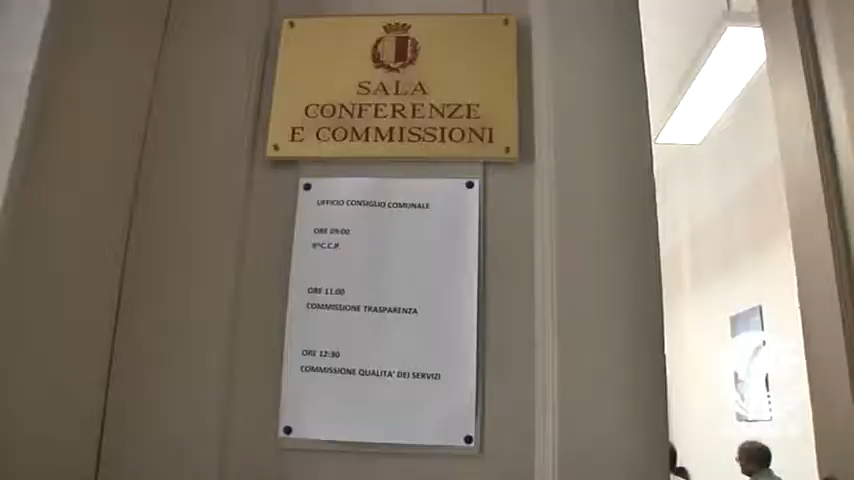 SALA
CONFERENZE
E COMMISSIONI
UFFICIO CONSIGLIO COMUNALE
ORE 09:00
ORE 11:00
COMMISSIONE TRASPARENZA
ORE 12:30
COMMISSIONE QUALITA' DEI SERVIZI